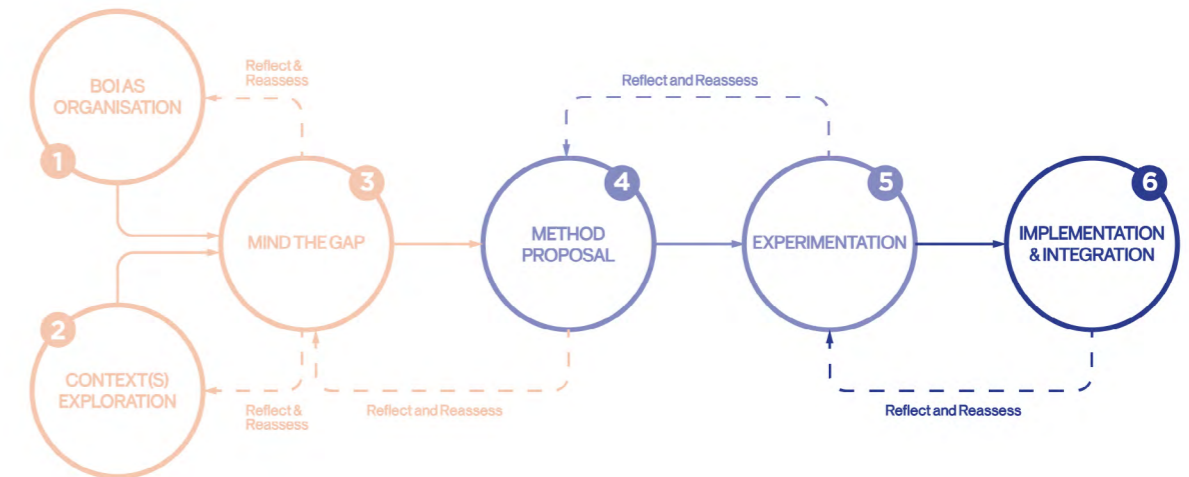 BOI AS
ORGANISATION
1
Reflect &
Reassess
2
CONTEXT(S)
EXPLORATION
Reflect &
Reassess
3
MIND THE GAP
Reflect and Reassess
4
METHOD
PROPOSAL
Reflect and Reassess
5
EXPERIMENTATION
6
IMPLEMENTATION
& INTEGRATION
Reflect and Reassess